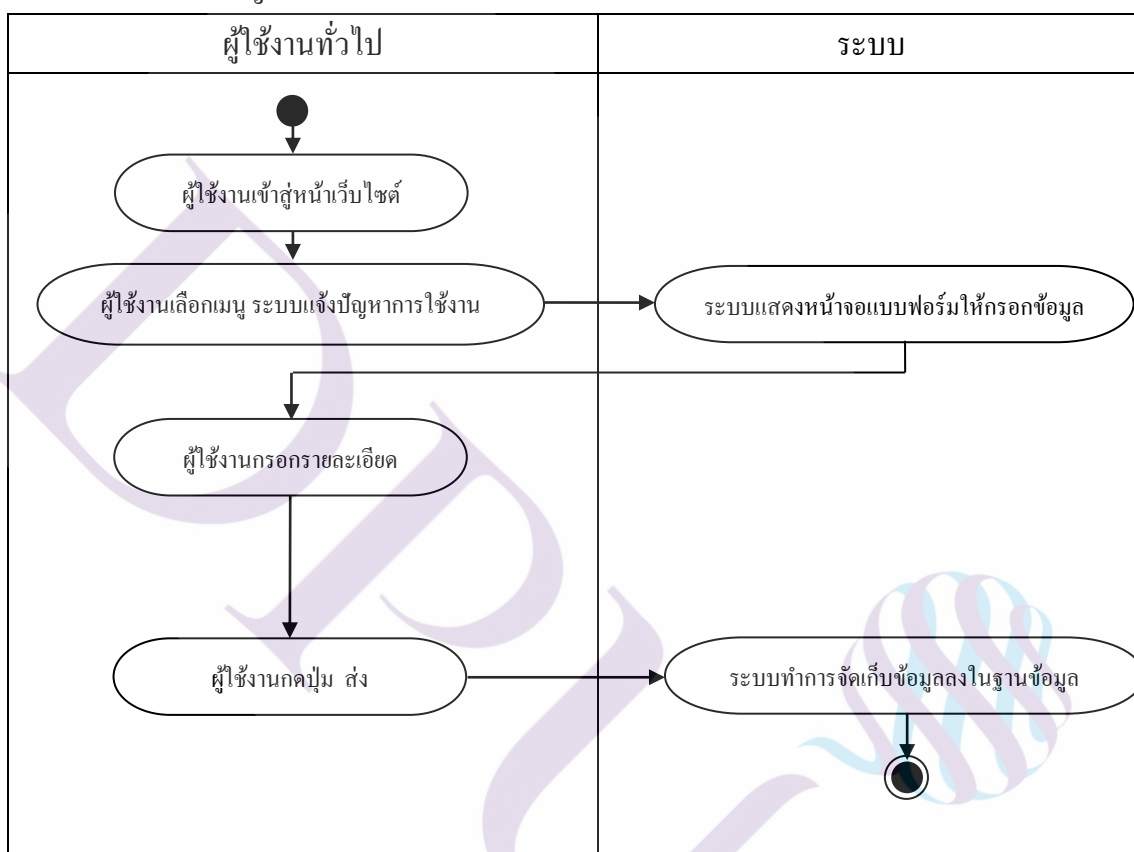 ผู้ใช้งานทั่วไป
ระบบ
ผู้ใช้งานเข้าสู่หน้าเว็บไซต์
ผู้ใช้งานเลือกเมนู ระบบแจ้งปัญหาการใช้งาน
ระบบแสดงหน้าจอแบบฟอร์มให้กรอกข้อมูล
ผู้ใช้งานกรอกรายละเอียด
ผู้ใช้งานกดปุ่ม ส่ง
ระบบทำการจัดเก็บข้อมูลลงในฐานข้อมูล
DPU